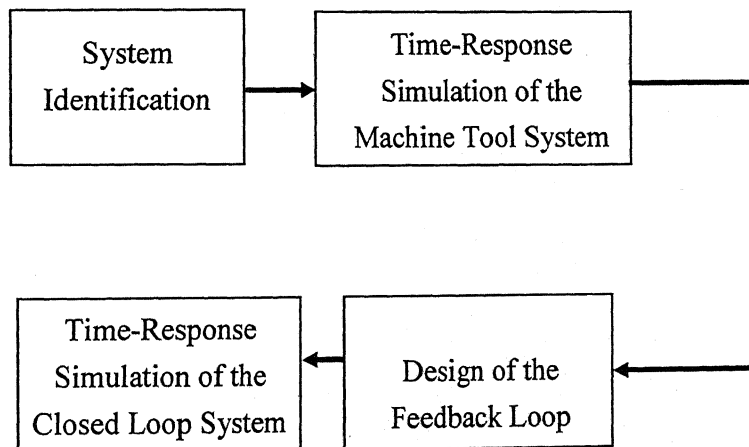 System
Identification
Time-Response
Simulation of the
Machine Tool System
Design of the
Feedback Loop
Time-Response
Simulation of the
Closed Loop System